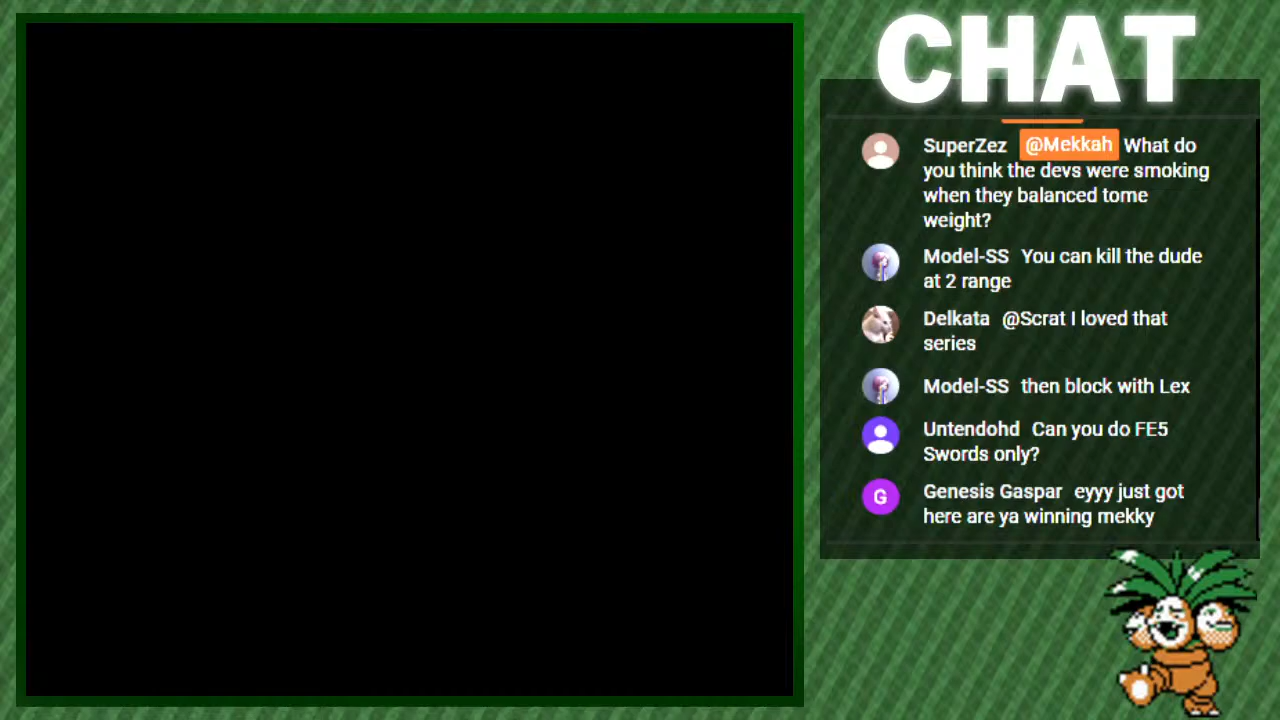 CHAT
SuperZez @Mekkah What do
you think the devs were smoking
when they balanced tome
weight?
Model-SS You can kill the dude
at 2 range
Delkata @Scrat I loved that
series
Model-SS then block with Lex
Untendohd Can you do FE5
Swords only?
G Genesis Gaspar eyyy just got
here are ya winning mekky